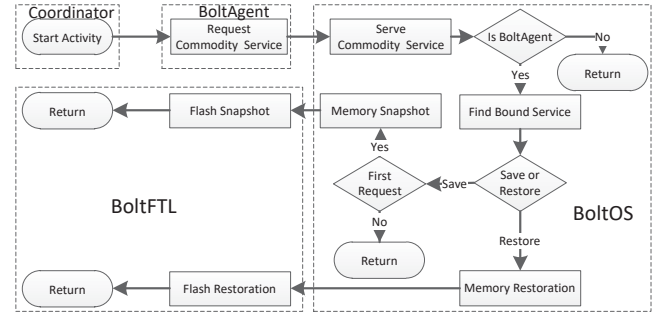 Coordinator
BoltAgent
Start Activity
Request
Commodity Service
Serve
Commodity Service
Is BoltAgent
No
Return
Yes
Return
Flash Snapshot
Memory Snapshot
Find Bound Service
Yes
First
Request
Save
Save or
Restore
BoltFTL
BoltOS
No
Return
Restore
Return
Flash Restoration
Memory Restoration